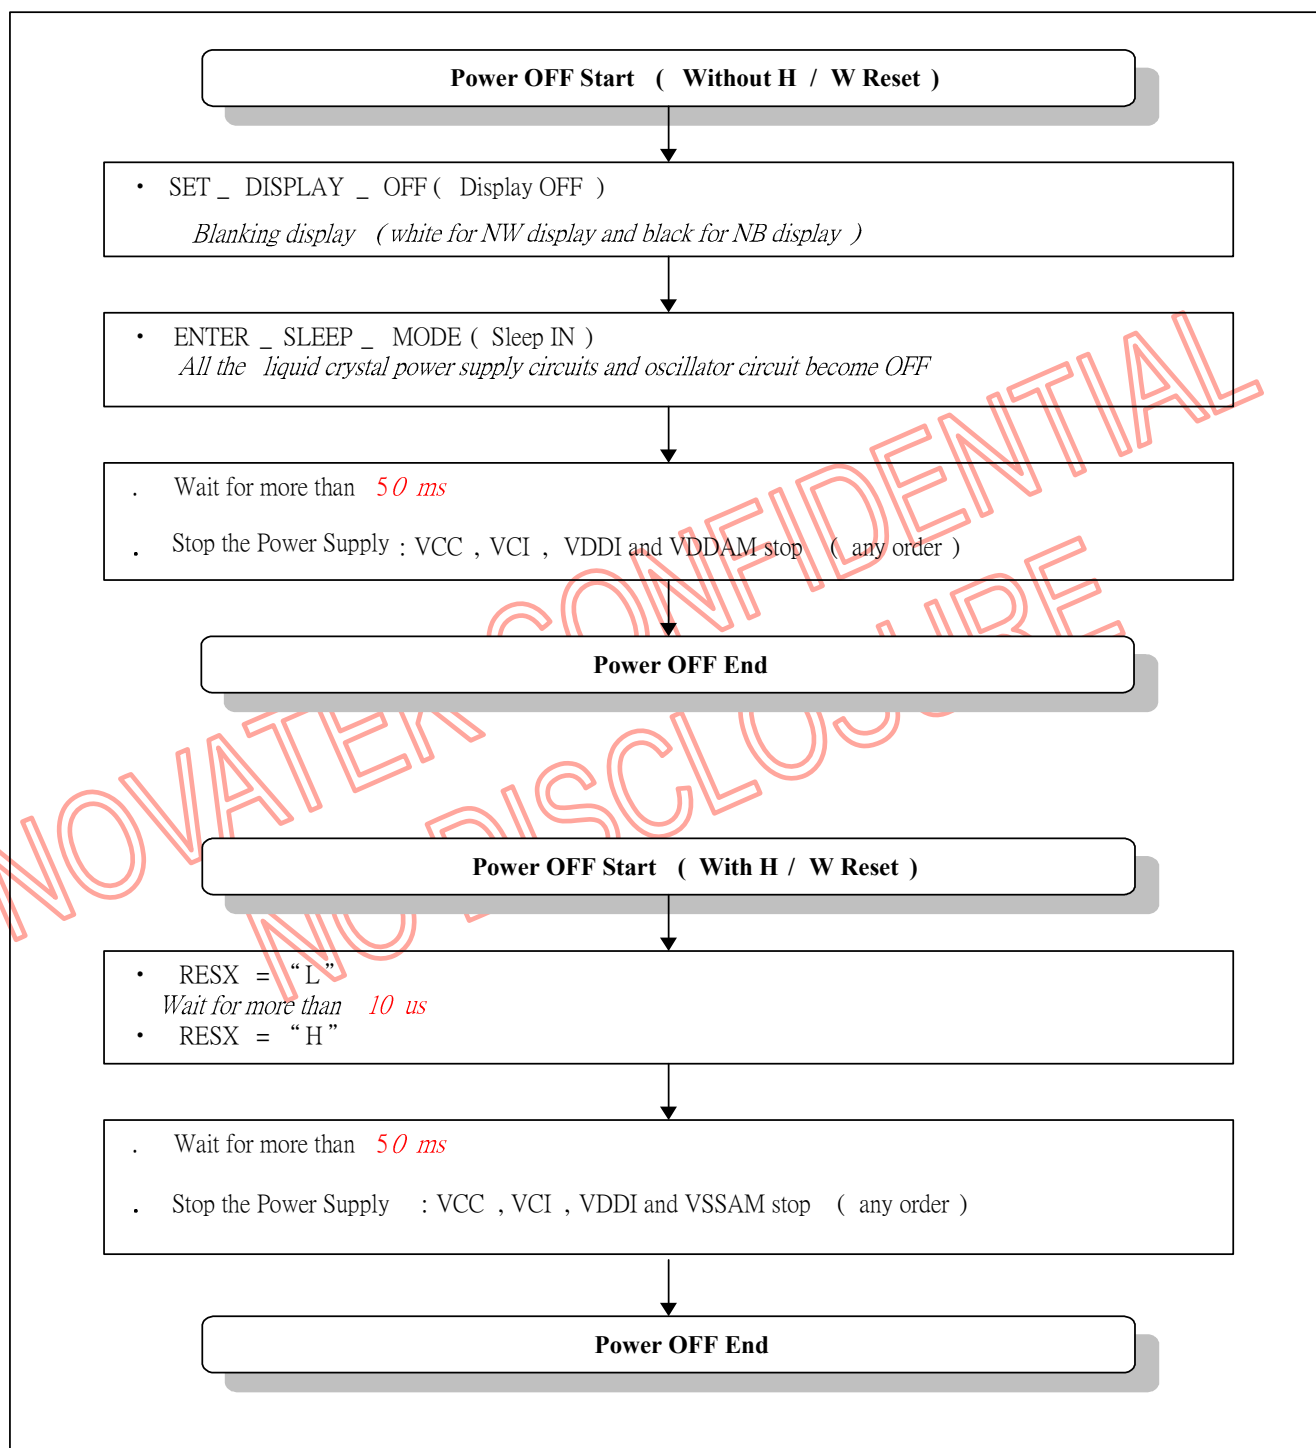 Power OFF Start ( Without H / W Reset )
· SET _ DISPLAY _ OFF ( Display OFF )
Blanking display ( white for NW display and black for NB display )
· ENTER _ SLEEP _ MODE ( Sleep IN )
All the liquid crystal power supply circuits and oscillator circuit become OFF
. Wait for more than 50 ms
. Stop the Power Supply : VCC , VCI , VDDI and VDDAM stop ( any order )
Power OFF End
NOVATEK CONFIDENTIAL
NO DISCLOSURE
Power OFF Start ( With H / W Reset )
· RESX = “L”
Wait for more than 10 us
· RESX = “H”
. Wait for more than 50 ms
. Stop the Power Supply : VCC , VCI , VDDI and VSSAM stop ( any order )
Power OFF End